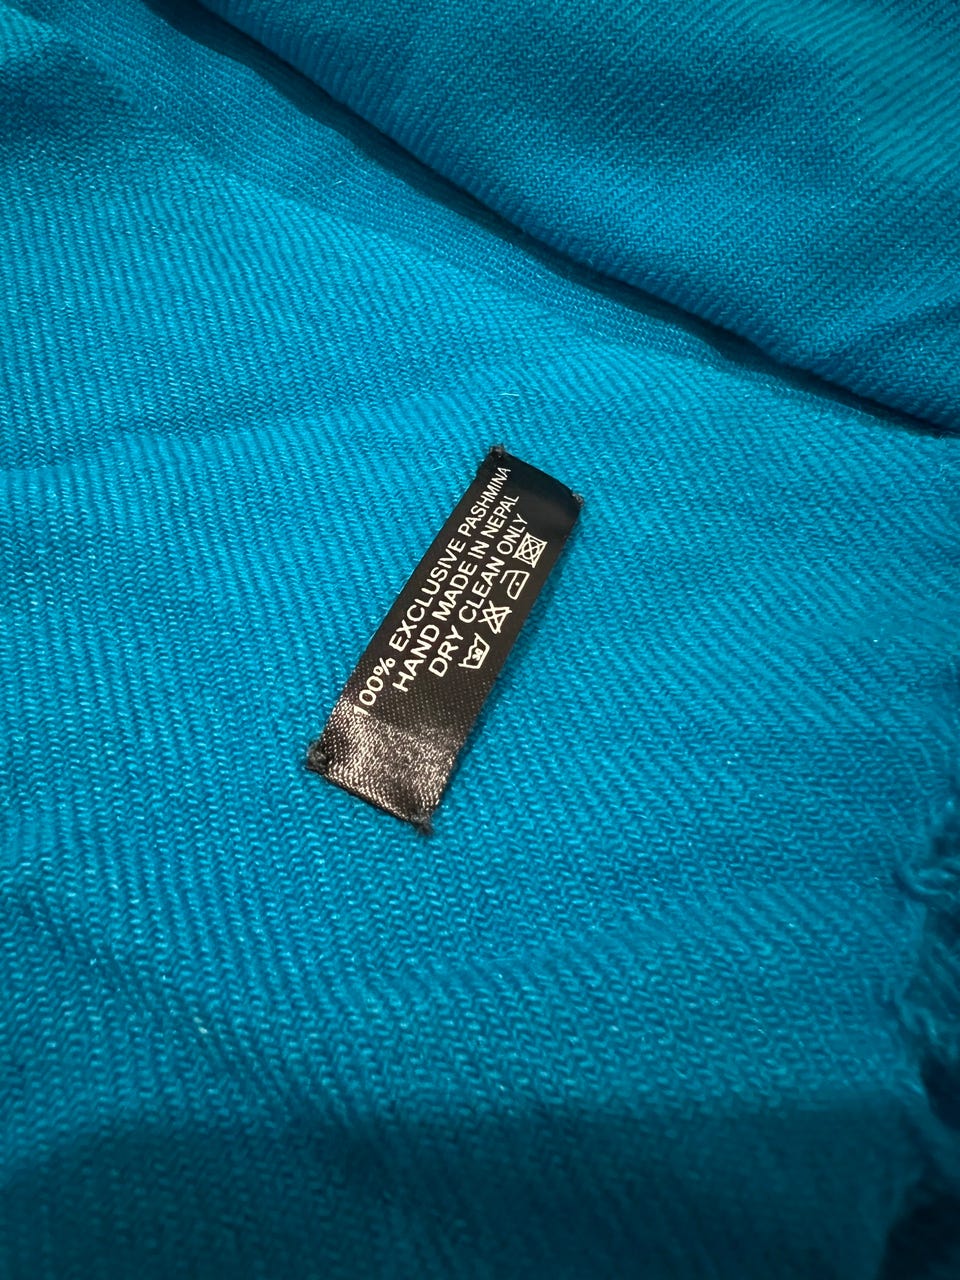 100% EXCLUSIVE PASHMINA
HAND MADE IN NEPAL
DRY CLEAN ONLY